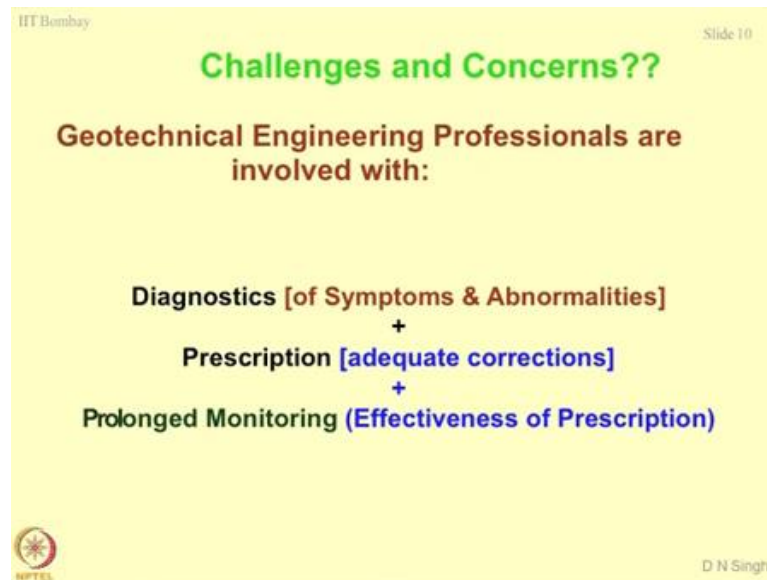 IIT Bombay
Slide 10
Challenges and Concerns??
Geotechnical Engineering Professionals are
involved with:
Diagnostics [of Symptoms & Abnormalities]
+
Prescription [adequate corrections]
+
Prolonged Monitoring (Effectiveness of Prescription)
NPTEL
D N Singh